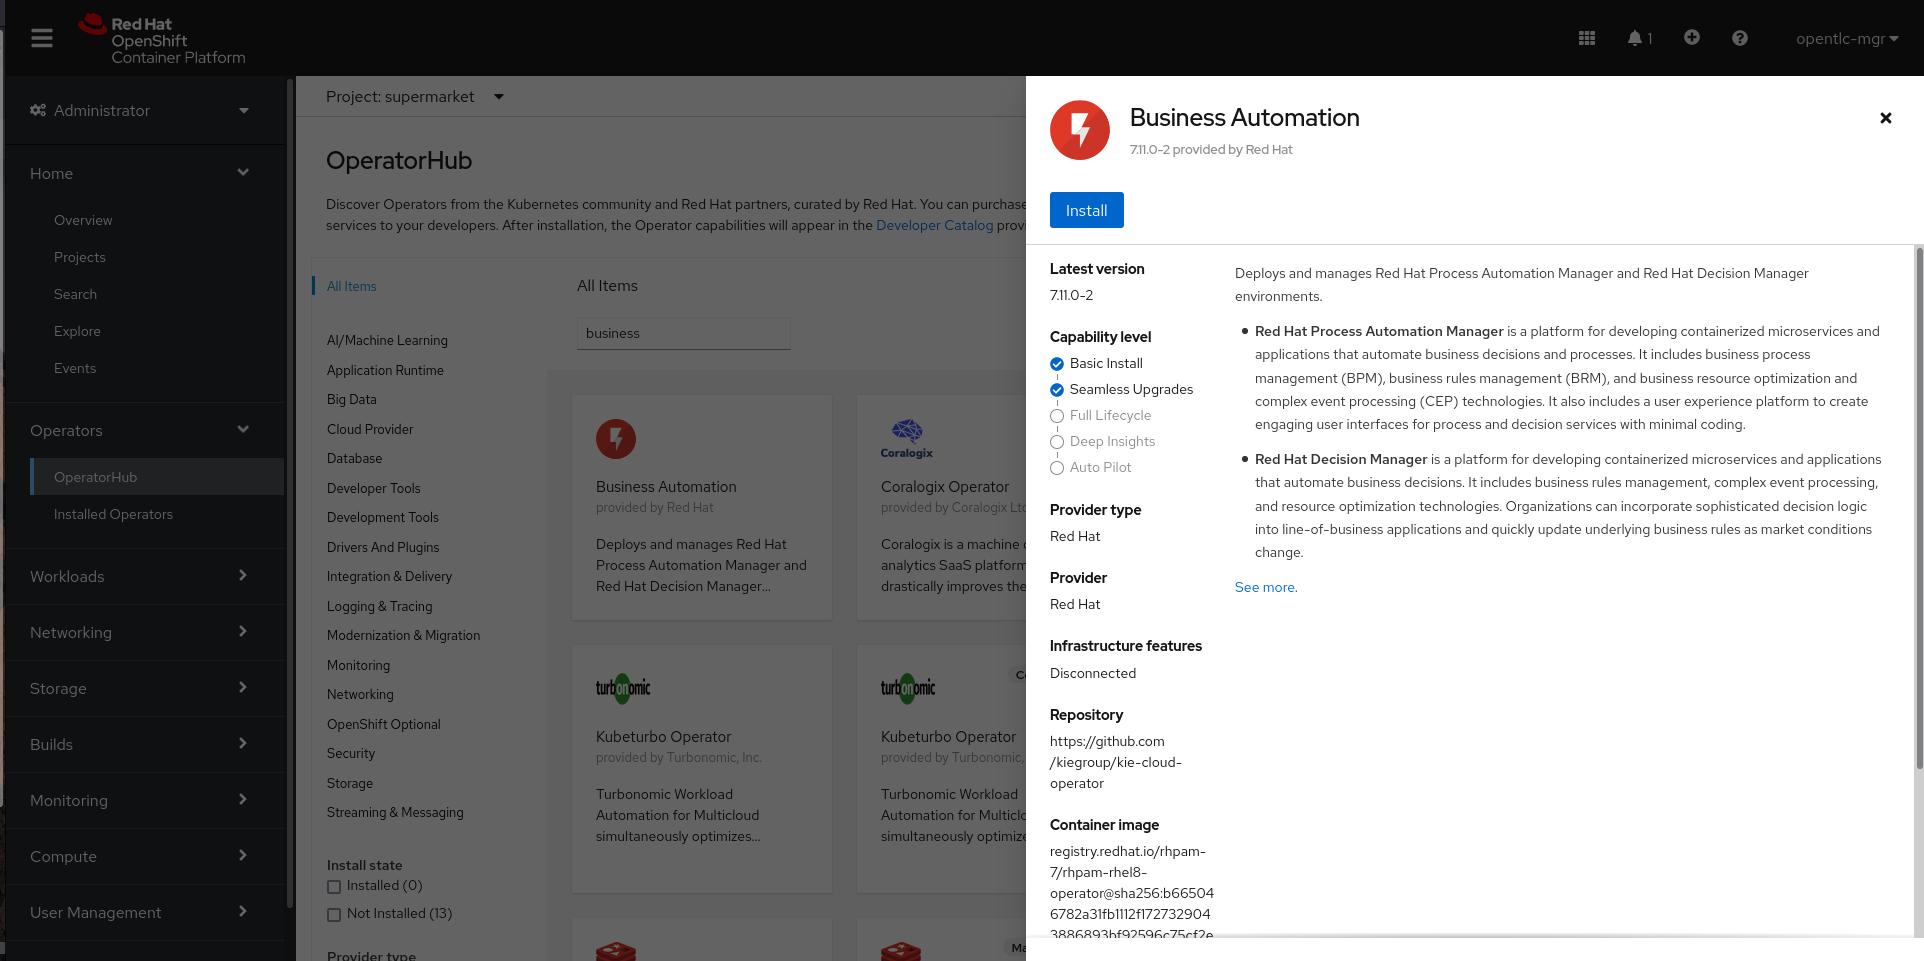 Red Hat
OpenShift
Container Platform
1
opentlc-mgr
Administrator
Home
Overview
Projects
Search
Explore
Events
Operators
OperatorHub
Installed Operators
Workloads
Networking
Storage
Builds
Monitoring
Compute
User Management
Project: supermarket
OperatorHub
Discover Operators from the Kubernetes community and Red Hat partners, curated by Red Hat. You can purchase
services to your developers. After installation, the Operator capabilities will appear in the Developer Catalog
All Items
AI/Machine Learning
Application Runtime
Big Data
Cloud Provider
Database
Developer Tools
Development Tools
Drivers And Plugins
Integration & Delivery
Logging & Tracing
Modernization & Migration
Monitoring
Networking
OpenShift Optional
Security
Storage
Streaming & Messaging
Install state
Installed (0)
Not Installed (13)
Provider type
All Items
business
Business Automation
provided by Red Hat
Deploys and manages Red Hat
Process Automation Manager and
Red Hat Decision Manager...
Coralogix
Coralogix Operator
provided by Coralogix
Coralogix is a machine
analytics SaaS platform
drastically improves the
turbonomic
Kubeturbo Operator
provided by Turbonomic, Inc.
Turbonomic Workload
Automation for Multicloud
simultaneously optimizes...
turbonomic
Kubeturbo Operator
provided by Turbonomic,
Turbonomic Workload
Automation for
simultaneously
Business Automation
7.11.0-2 provided by Red Hat
Install
Latest version
7.11.0-2
Capability level
Basic Install
Seamless Upgrades
Full Lifecycle
Deep Insights
Auto Pilot
Provider type
Red Hat
Provider
Red Hat
Infrastructure features
Disconnected
Repository
https://github.com
/kiegroup/kie-cloud-
operator
Container image
registry.redhat.io/rhpam-
7/rhpam-rhel8-
operator@sha256:b66504
6782a31fb1112f172732904
3886893bf92596c75cf2e
Deploys and manages Red Hat Process Automation Manager and Red Hat Decision Manager
environments.
Red Hat Process Automation Manager is a platform for developing containerized microservices and
applications that automate business decisions and processes. It includes business process
management (BPM), business rules management (BRM), and business resource optimization and
complex event processing (CEP) technologies. It also includes a user experience platform to create
engaging user interfaces for process and decision services with minimal coding.
Red Hat Decision Manager is a platform for developing containerized microservices and applications
that automate business decisions. It includes business rules management, complex event processing,
and resource optimization technologies. Organizations can incorporate sophisticated decision logic
into line-of-business applications and quickly update underlying business rules as market conditions
change.
See more.